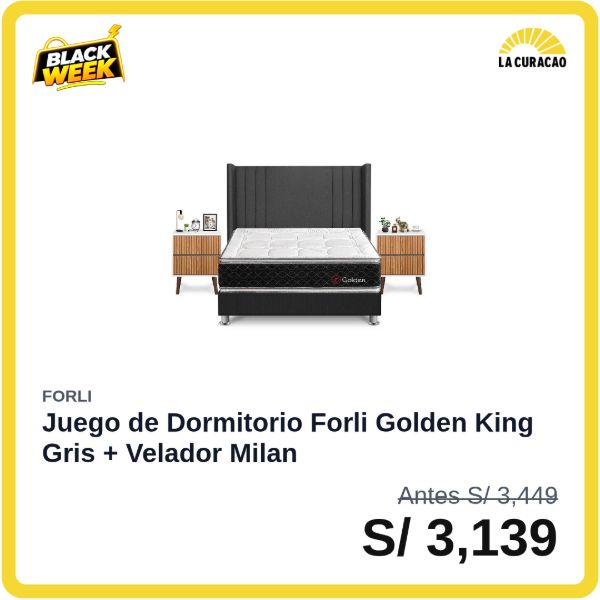 BLACK
WEEK
LA CURACAO
Golden
FORLI
Juego de Dormitorio Forli Golden King
Gris + Velador Milan
Antes S/ 3,449
S/ 3,139